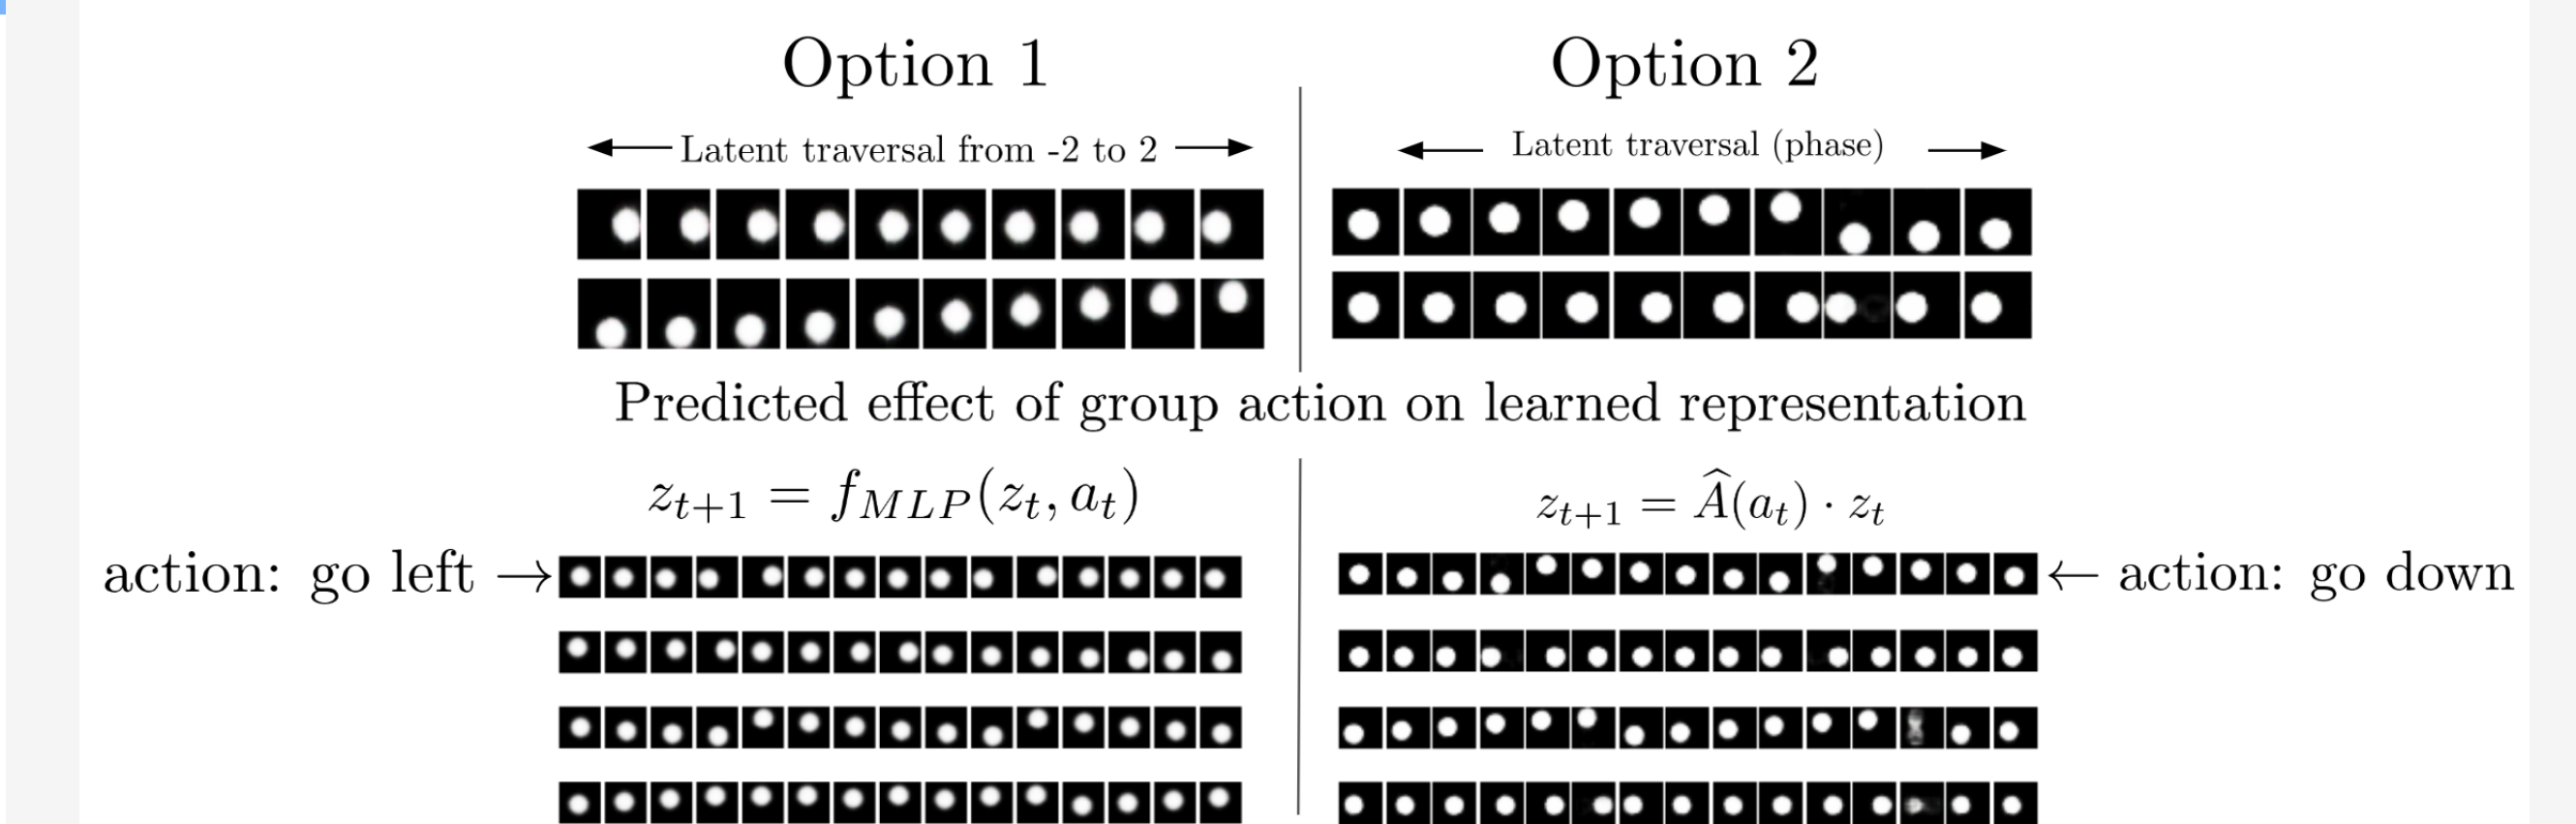 Option 1
Option 2
Latent traversal from -2 to 2
Latent traversal (phase)
Predicted effect of group action on learned representation
z_{t+1} = f_{MLP}(z_t, a_t)
z_{t+1} = \widehat{A}(a_t) · z_t
action: go left →
← action: go down